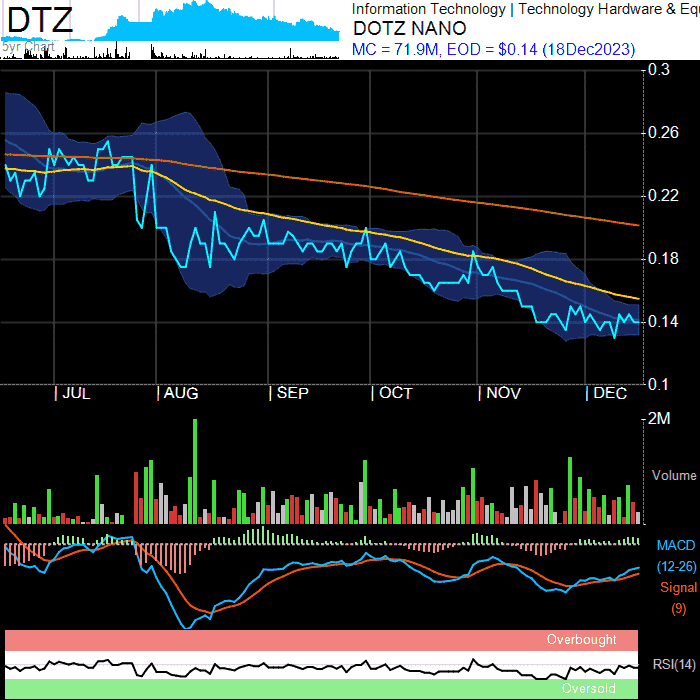 DTZ
Information Technology | Technology Hardware & Equ
DOTZ NANO
5yr Chart
MC = 71.9M, EOD = $0.14 (18Dec2023)
0.3
0.26
0.22
0.18
0.14
0.1
JUL AUG SEP OCT NOV DEC
2M
Volume
MACD
(12-26)
Signal
(9)
Overbought
RSI(14)
Oversold